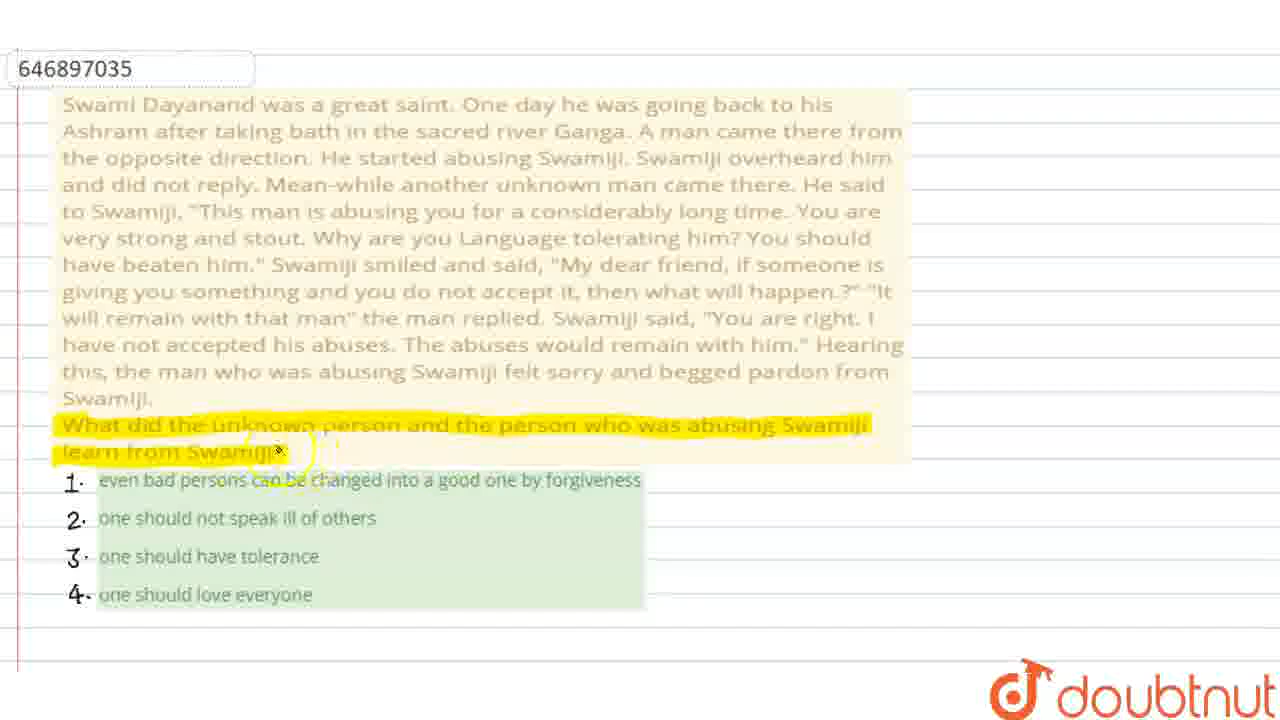 646897035
Swami Dayanand was a great saint. One day he was going back to his
Ashram after taking bath in the sacred river Ganga. A man came there from
the opposite direction. He started abusing Swamiji. Swamiji overheard him
and did not reply. Mean-while another unknown man came there. He said
to Swamiji, "This man is abusing you for a considerably long time. You are
very strong and stout. Why are you Language tolerating him? You should
have beaten him." Swamiji smiled and said, "My dear friend, if someone is
giving you something and you do not accept it, then what will happen.?" "It
will remain with that man" the man replied. Swamiji said, "You are right. I
have not accepted his abuses. The abuses would remain with him." Hearing
this, the man who was abusing Swamiji felt sorry and begged pardon from
Swamiji.
What did the unknown person and the person who was abusing Swamiji
learn from Swamiji?
1. even bad persons can be changed into a good one by forgiveness
2. one should not speak ill of others
3. one should have tolerance
4. one should love everyone
doubtnut